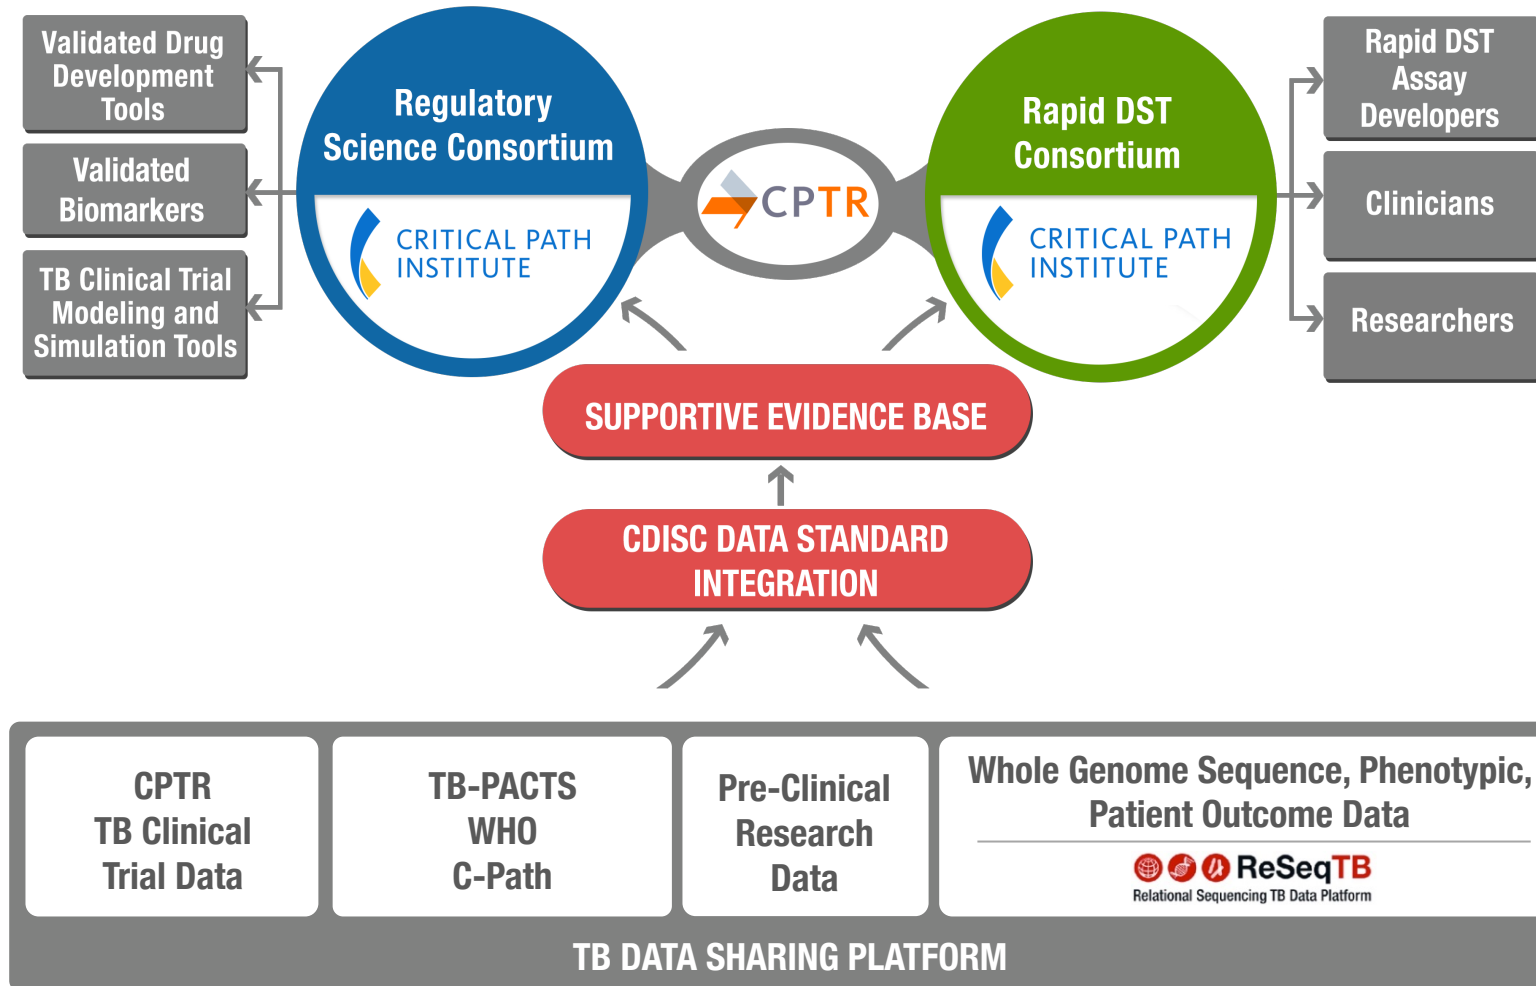 Validated Drug
Development
Tools
Validated
Biomarkers
TB Clinical Trial
Modeling and
Simulation Tools
Regulatory
Science Consortium
CRITICAL PATH
INSTITUTE
CPTR
Rapid DST
Consortium
CRITICAL PATH
INSTITUTE
Rapid DST
Assay
Developers
Clinicians
Researchers
SUPPORTIVE EVIDENCE BASE
CDISC DATA STANDARD
INTEGRATION
CPTR
TB Clinical
Trial Data
TB-PACTS
WHO
C-Path
Pre-Clinical
Research
Data
Whole Genome Sequence, Phenotypic,
Patient Outcome Data
ReSeqTB
Relational Sequencing TB Data Platform
TB DATA SHARING PLATFORM